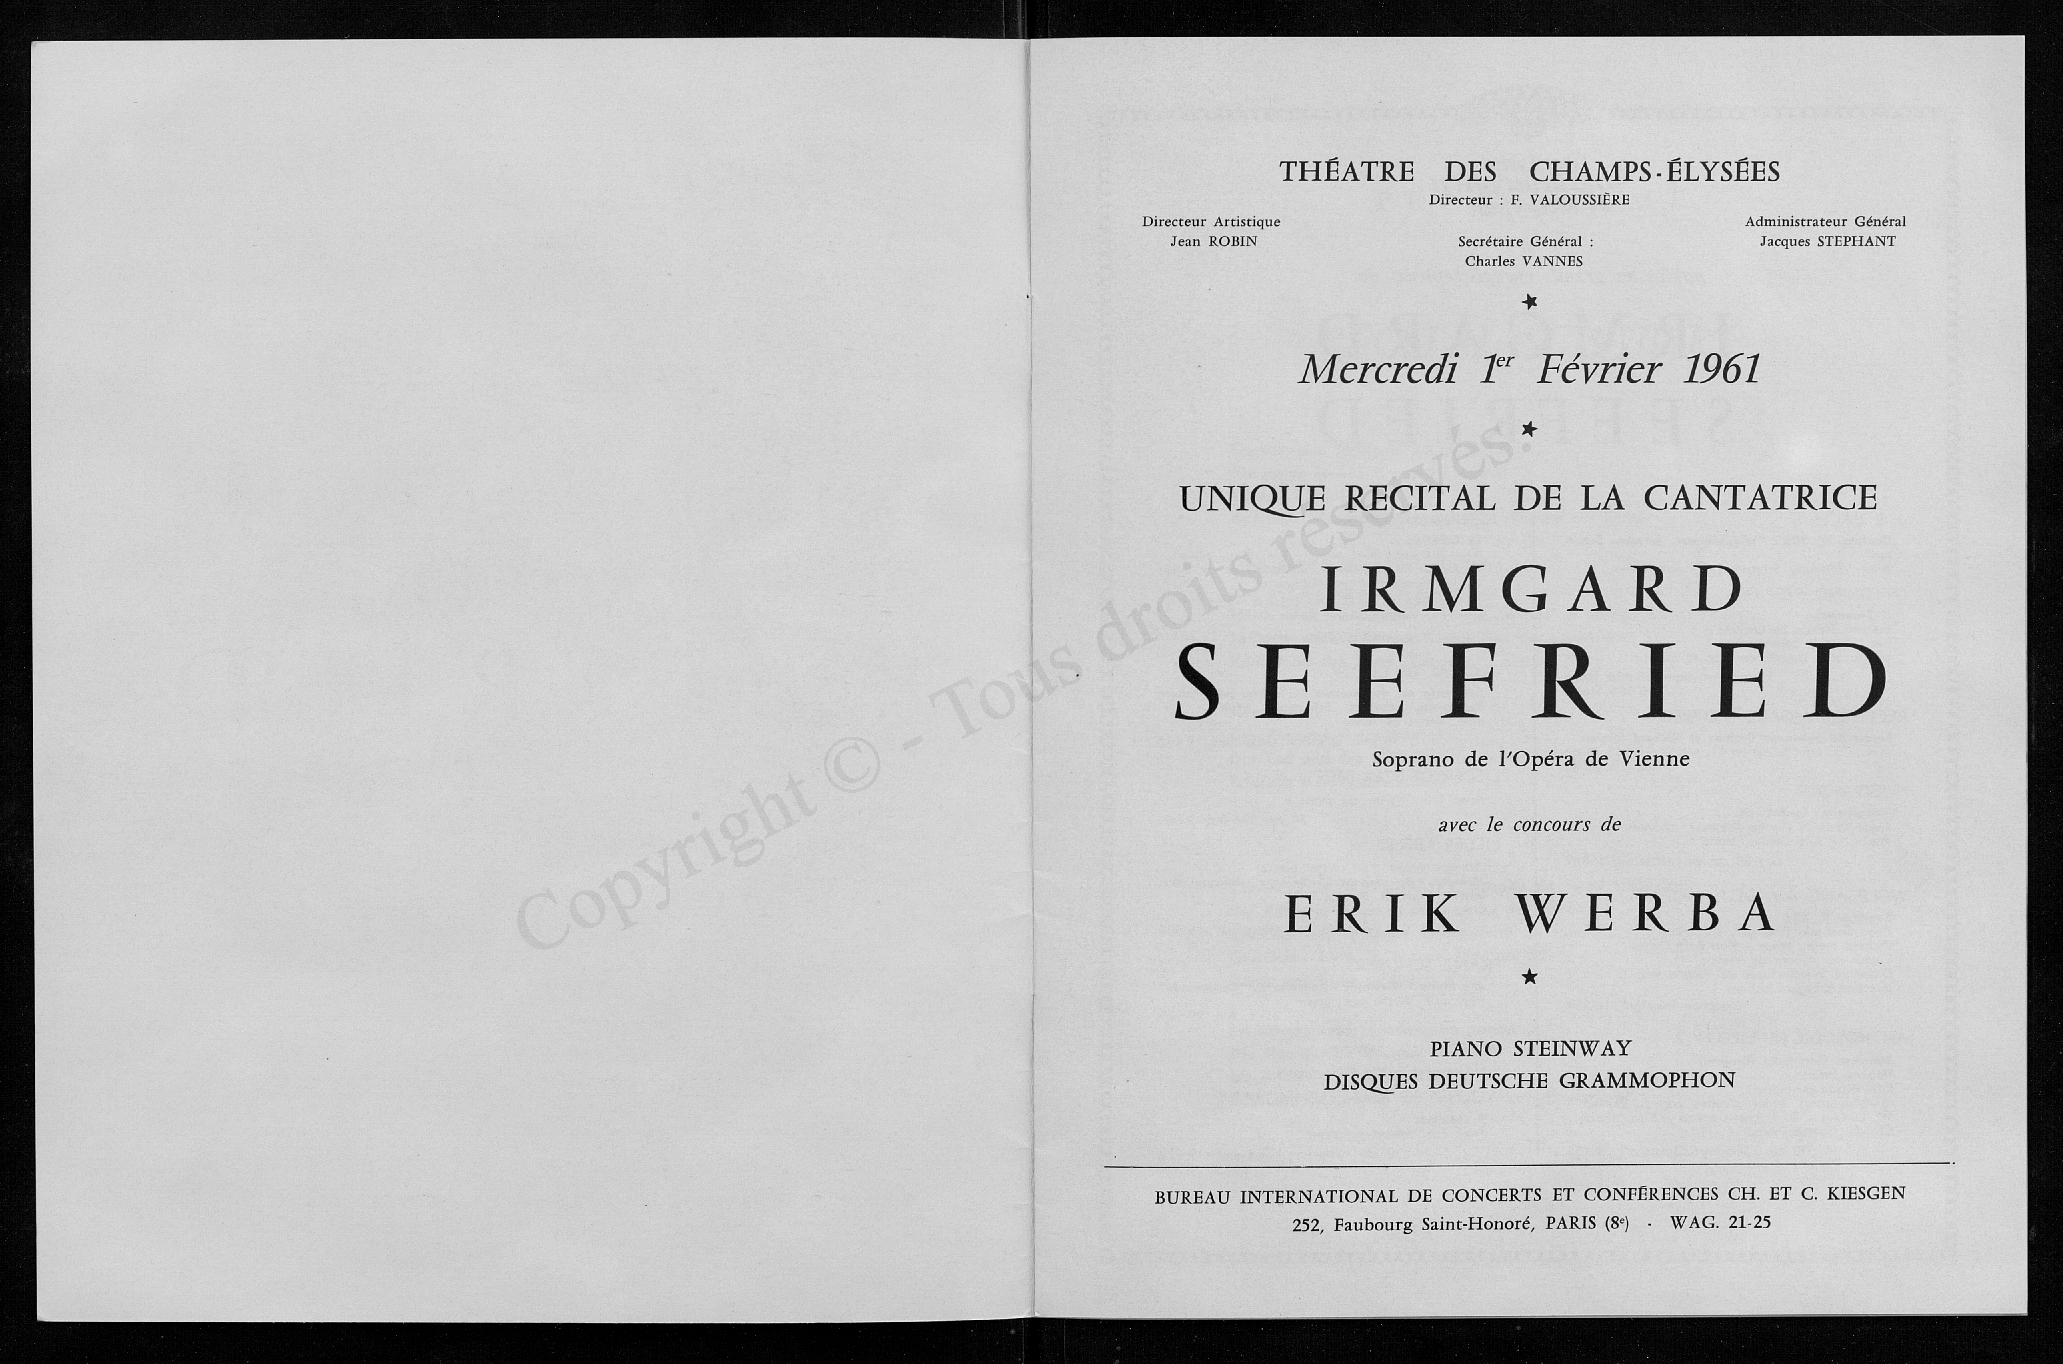 THÉATRE DES CHAMPS-ÉLYSÉES
Directeur : F. VALOUSSIÈRE
Directeur Artistique
Jean ROBIN
Secrétaire Général :
Charles VANNES
Administrateur Général
Jacques STEPHANT
Mercredi 1er Février 1961
UNIQUE RECITAL DE LA CANTATRICE
IRMGARD
SEEFRIED
Soprano de l'Opéra de Vienne
avec le concours de
ERIK WERBA
PIANO STEINWAY
DISQUES DEUTSCHE GRAMMOPHON
BUREAU INTERNATIONAL DE CONCERTS ET CONFÉRENCES CH. ET C. KIESGEN
252, Faubourg Saint-Honoré, PARIS (8e) - WAG. 21-25
Copyright © - Tous droits réservés.